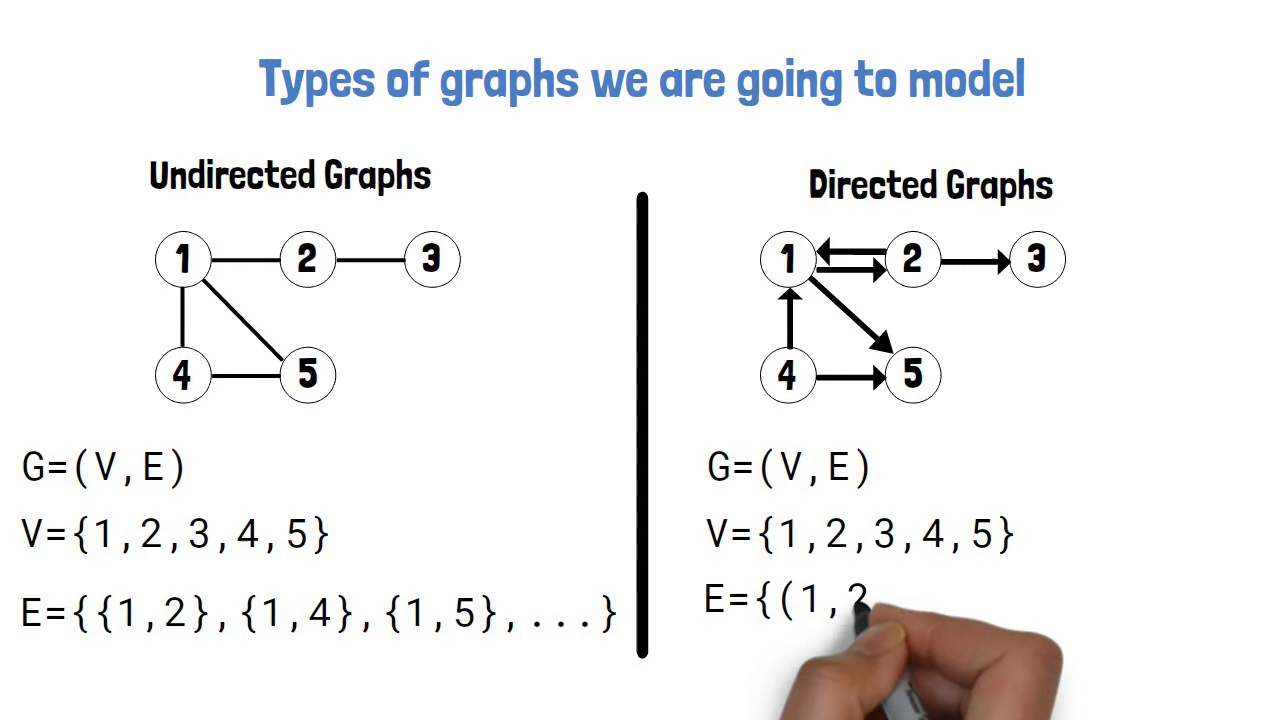 Types of graphs we are going to model
Undirected Graphs
1 2 3
4 5
G=(V,E)
V={1,2,3,4,5}
E={{1,2},{1,4},{1,5},...}
Directed Graphs
1 2 3
4 5
G=(V,E)
V={1,2,3,4,5}
E={(1,2